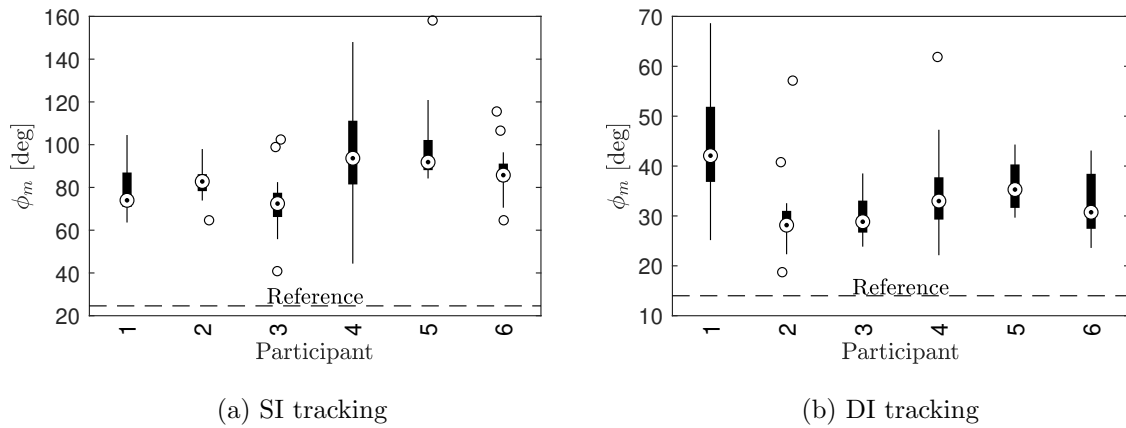 160
140
120
100
80
60
40
20
ϕm [deg]
Reference
1 2 3 4 5 6
Participant
(a) SI tracking
70
60
50
40
30
20
10
ϕm [deg]
Reference
1 2 3 4 5 6
Participant
(b) DI tracking